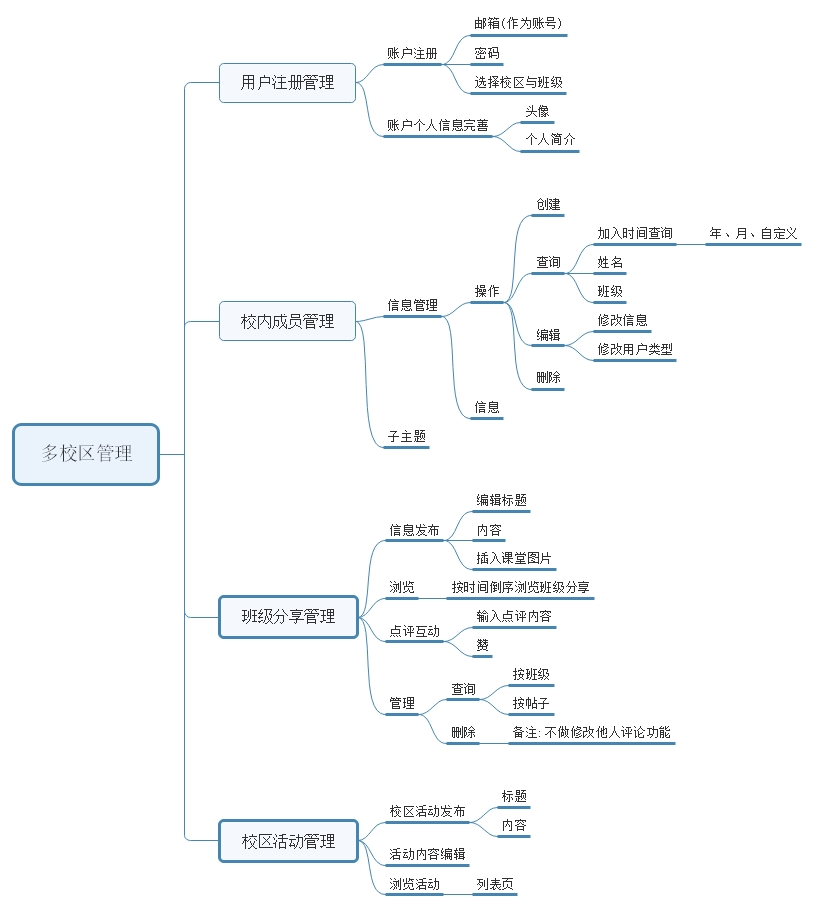 多校区管理
用户注册管理
账户注册
邮箱(作为账号)
密码
选择校区与班级
账户个人信息完善
头像
个人简介
校内成员管理
信息管理
操作
创建
查询
加入时间查询
年、月、自定义
姓名
班级
编辑
修改信息
修改用户类型
删除
信息
子主题
班级分享管理
信息发布
编辑标题
内容
插入课堂图片
浏览
按时间倒序浏览班级分享
点评互动
输入点评内容
赞
管理
查询
按班级
按帖子
删除
备注: 不做修改他人评论功能
校区活动管理
校区活动发布
标题
内容
活动内容编辑
浏览活动
列表页